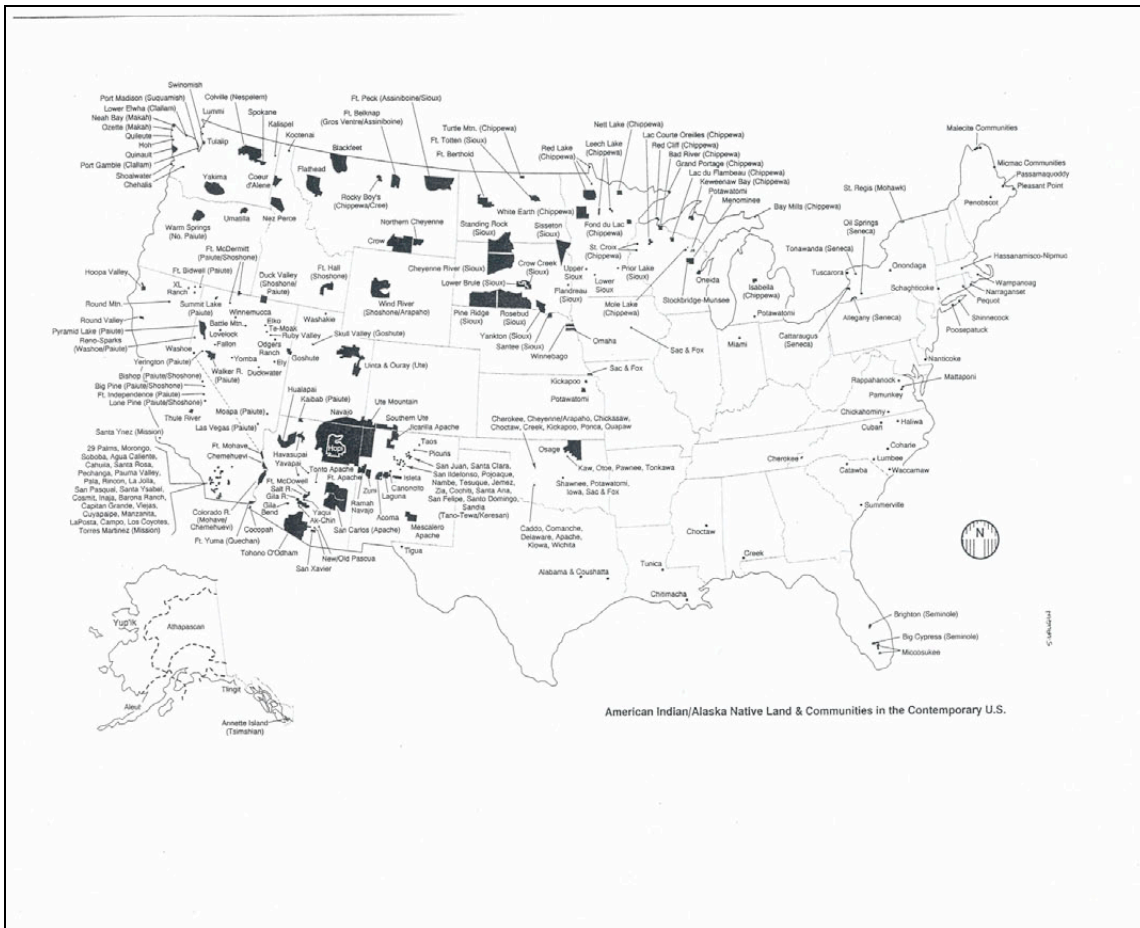 Swinomish
Port Madison (Suquamish)
Lower Elwha (Clallam)
Neah Bay (Makah)
Ozette (Makah)
Quileute
Hoh
Quinault
Port Gamble (Clallam)
Shoalwater
Chehalis
Lummi
Tulalip
Colville (Nespelem)
Spokane
Kalispel
Kootenai
Blackfeet
Flathead
Ft. Peck (Assiniboine/Sioux)
Ft. Belknap
(Gros Ventre/Assiniboine)
Rocky Boy's
(Chippewa/Cree)
Turtle Mtn. (Chippewa)
Ft. Totten (Sioux)
Ft. Berthold
Nett Lake (Chippewa)
Red Lake
(Chippewa)
Leech Lake
(Chippewa)
Lac Courte Oreilles (Chippewa)
Red Cliff (Chippewa)
Bad River (Chippewa)
Grand Portage (Chippewa)
Lac du Flambeau (Chippewa)
Keweenaw Bay (Chippewa)
Potawatomi
Menominee
Bay Mills (Chippewa)
Malecite Communities
Micmac Communities
Passamaquoddy
Pleasant Point
Penobscot
St. Regis (Mohawk)
Oil Springs
(Seneca)
Tonawanda (Seneca)
Tuscarora
Onondaga
Hassanamisco-Nipmuc
Schaghticoke
Wampanoag
Narraganset
Pequot
Shinnecock
Poosepatuck
Allegany (Seneca)
Cattaraugus
(Seneca)
Yakima
Coeur
d'Alene
Nez Perce
Umatilla
Warm Springs
(No. Paiute)
Northern Cheyenne
Crow
White Earth (Chippewa)
Standing Rock
(Sioux)
Sisseton
(Sioux)
Fond du Lac
(Chippewa)
St. Croix
(Chippewa)
Cheyenne River (Sioux)
Crow Creek
(Sioux)
Lower Brule (Sioux)
Upper
Sioux
Lower
Sioux
Prior Lake
(Sioux)
Flandreau
(Sioux)
Mole Lake
(Chippewa)
Oneida
Stockbridge-Munsee
Isabella
(Chippewa)
Potawatomi
Miami
Pine Ridge
(Sioux)
Rosebud
(Sioux)
Yankton (Sioux)
Santee (Sioux)
Winnebago
Omaha
Sac & Fox
Sac & Fox
Kickapoo
Potawatomi
Hoopa Valley
Round Mtn.
Round Valley
Pyramid Lake (Paiute)
Reno-Sparks
(Washoe/Paiute)
Ft. McDermitt
(Paiute/Shoshone)
Ft. Bidwell (Paiute)
XL
Ranch
Summit Lake
(Paiute)
Duck Valley
(Shoshone/
Paiute)
Ft. Hall
(Shoshone)
Washakie
Wind River
(Shoshone/Arapaho)
Winnemucca
Battle Mtn.
Lovelock
Fallon
Elko
Te-Moak
Ruby Valley
Odgers
Ranch
Ely
Skull Valley (Goshute)
Goshute
Duckwater
Yomba
Walker R.
(Paiute)
Washoe
Yerington (Paiute)
Bishop (Paiute/Shoshone)
Big Pine (Paiute/Shoshone)
Ft. Independence (Paiute)
Lone Pine (Paiute/Shoshone)
Thule River
Moapa (Paiute)
Las Vegas (Paiute)
Santa Ynez (Mission)
Uinta & Ouray (Ute)
Hualapai
Kaibab (Paiute)
Navajo
Hopi
Ute Mountain
Southern Ute
Jicarilla Apache
Taos
Picuris
Ft. Mohave
Chemehuevi
Havasupai
Yavapai
Tonto Apache
Ft. Apache
Ft. McDowell
Salt R.
Gila R.
Gila
Bend
Yaqui
Ak-Chin
Zuni
Ramah
Navajo
Acoma
Laguna
Canoncito
Isleta
San Juan, Santa Clara,
San Ildefonso, Pojoaque,
Nambe, Tesuque, Jemez,
Zia, Cochiti, Santa Ana,
San Felipe, Santo Domingo,
Sandia
(Tano-Tewa/Keresan)
Mescalero
Apache
San Carlos (Apache)
29 Palms, Morongo,
Soboba, Agua Caliente,
Cahuila, Santa Rosa,
Pechanga, Pauma Valley,
Pala, Rincon, La Jolla,
San Pasqual, Santa Ysabel,
Cosmit, Inaja, Barona Ranch,
Capitan Grande, Viejas,
Cuyapaipe, Manzanita,
LaPosta, Campo, Los Coyotes,
Torres Martinez (Mission)
Colorado R.
(Mohave/
Chemehuevi)
Cocopah
Ft. Yuma (Quechan)
Tohono O'Odham
San Xavier
New/Old Pascua
Tigua
Cherokee, Cheyenne/Arapaho, Chickasaw,
Choctaw, Creek, Kickapoo, Ponca, Quapaw
Osage
Kaw, Otoe, Pawnee, Tonkawa
Shawnee, Potawatomi,
Iowa, Sac & Fox
Caddo, Comanche,
Delaware, Apache,
Kiowa, Wichita
Alabama & Coushatta
Tunica
Chitimacha
Choctaw
Creek
Cherokee
Catawba
Nanticoke
Rappahanock
Mattaponi
Pamunkey
Chickahominy
Cuban
Haliwa
Coharie
Lumbee
Waccamaw
Summerville
Brighton (Seminole)
Big Cypress (Seminole)
Miccosukee
N
Yup'ik
Athapascan
Aleut
Tlingit
Annette Island
(Tsimshian)
American Indian/Alaska Native Land & Communities in the Contemporary U.S.